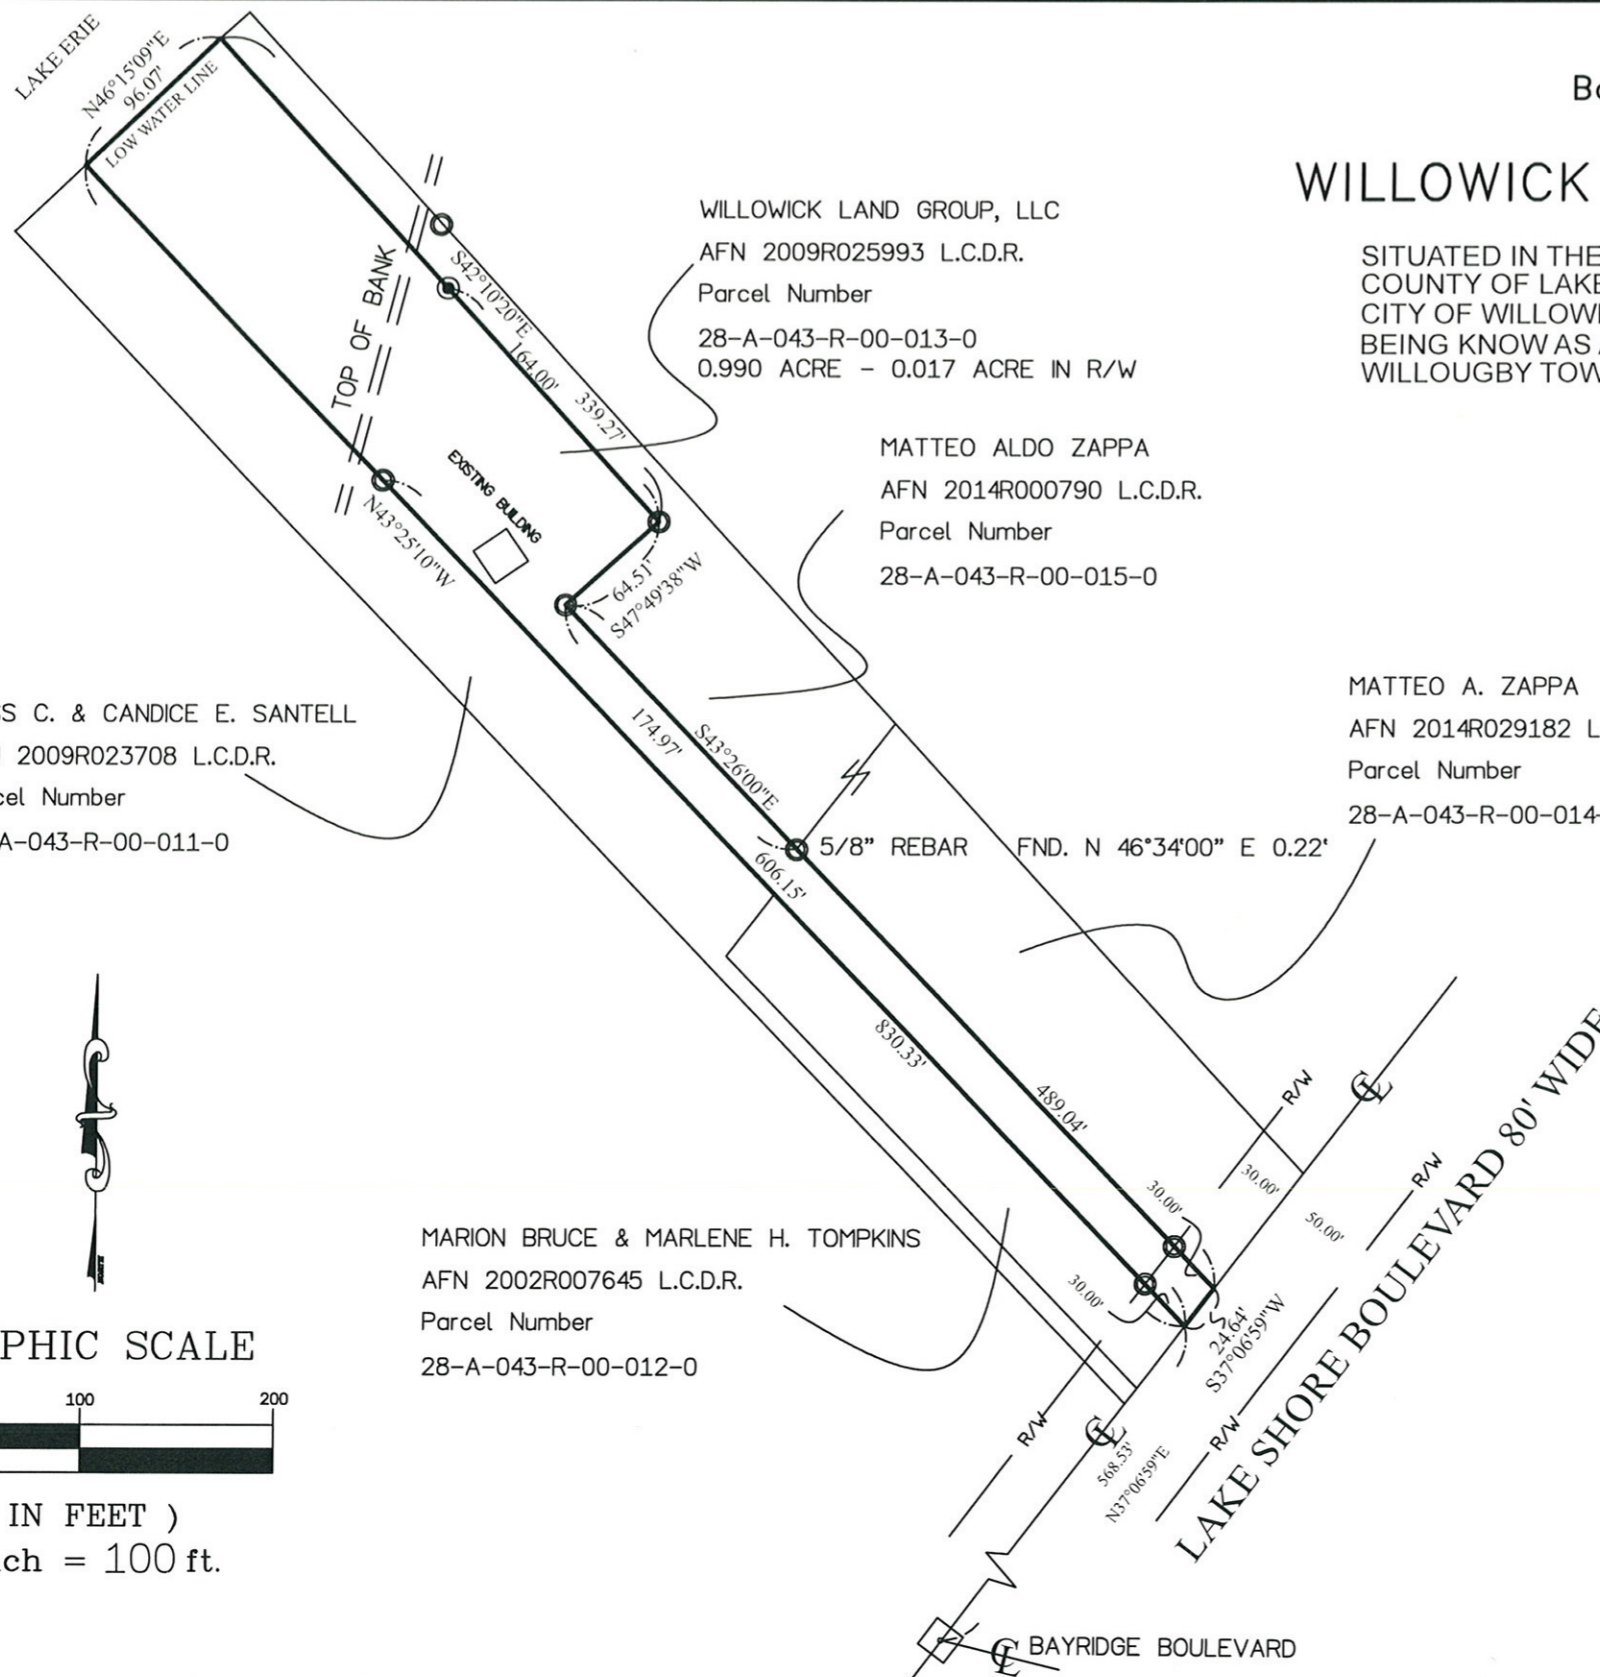 LAKE ERIE
N46°15'09"E
96.07'
LOW WATER LINE
WILLOWICK
SITUATED IN THE
COUNTY OF LAKE
BEING KNOW AS
WILLOUGBY
WILLOWICK LAND GROUP, LLC
AFN 2009R025993 L.C.D.R.
Parcel Number
28-A-043-R-00-013-0
0.990 ACRE - 0.017 ACRE IN R/W
TOP OF BANK
S42°10'20"E
164.00'
339.27'
EXISTING BUILDING
N43°25'10"W
64.51'
S47°49'38"W
MATTEO ALDO ZAPPA
AFN 2014R000790 L.C.D.R.
Parcel Number
28-A-043-R-00-015-0
C. & CANDICE E. SANTELL
2009R023708 L.C.D.R.
Number
A-043-R-00-011-0
174.97'
S43°26'00"E
MATTEO A. ZAPPA
AFN 2014R029182
Parcel Number
28-A-043-R-00-014-
5/8" REBAR FND. N 46°34'00" E 0.22'
606.15'
830.33'
489.04'
30.00'
30.00'
30.00'
50.00'
R/W
R/W
R/W
R/W
CL
CL
24.64'
S37°06'59"W
568.53'
N37°06'59"E
LAKE SHORE BOULEVARD 80' WIDE
MARION BRUCE & MARLENE H. TOMPKINS
AFN 2002R007645 L.C.D.R.
Parcel Number
28-A-043-R-00-012-0
SCALE
100 200
IN FEET )
= 100 ft.
CL BAYRIDGE BOULEVARD